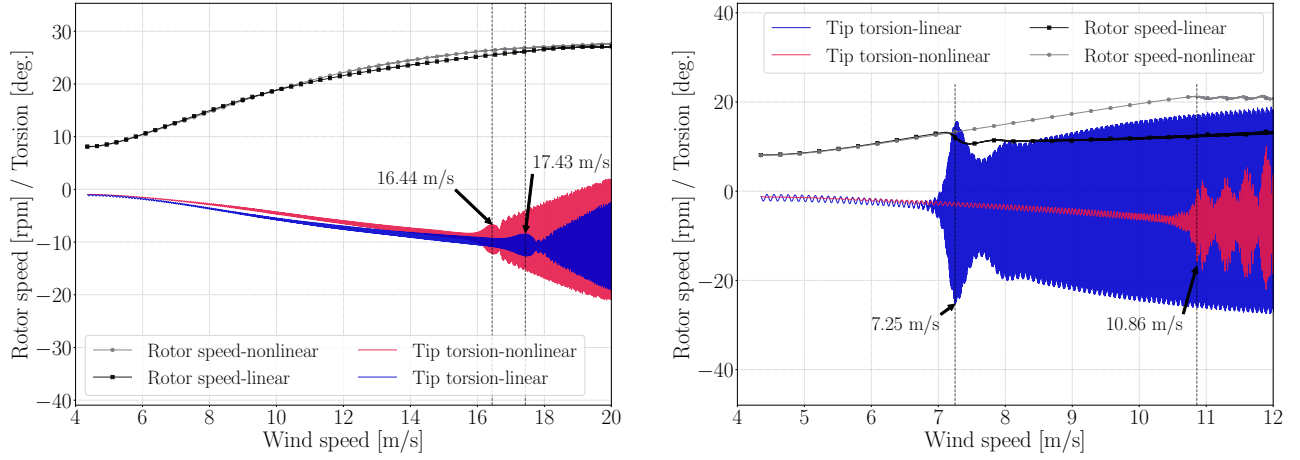 Rotor speed [rpm] / Torsion [deg.]
30
20
10
0
−10
−20
−30
−40
16.44 m/s
17.43 m/s
Rotor speed-nonlinear
Rotor speed-linear
Tip torsion-nonlinear
Tip torsion-linear
4 6 8 10 12 14 16 18 20
Wind speed [m/s]
Rotor speed [rpm] / Torsion [deg.]
Tip torsion-linear
Tip torsion-nonlinear
Rotor speed-linear
Rotor speed-nonlinear
40
20
0
−20
−40
7.25 m/s
10.86 m/s
4 5 6 7 8 9 10 11 12
Wind speed [m/s]